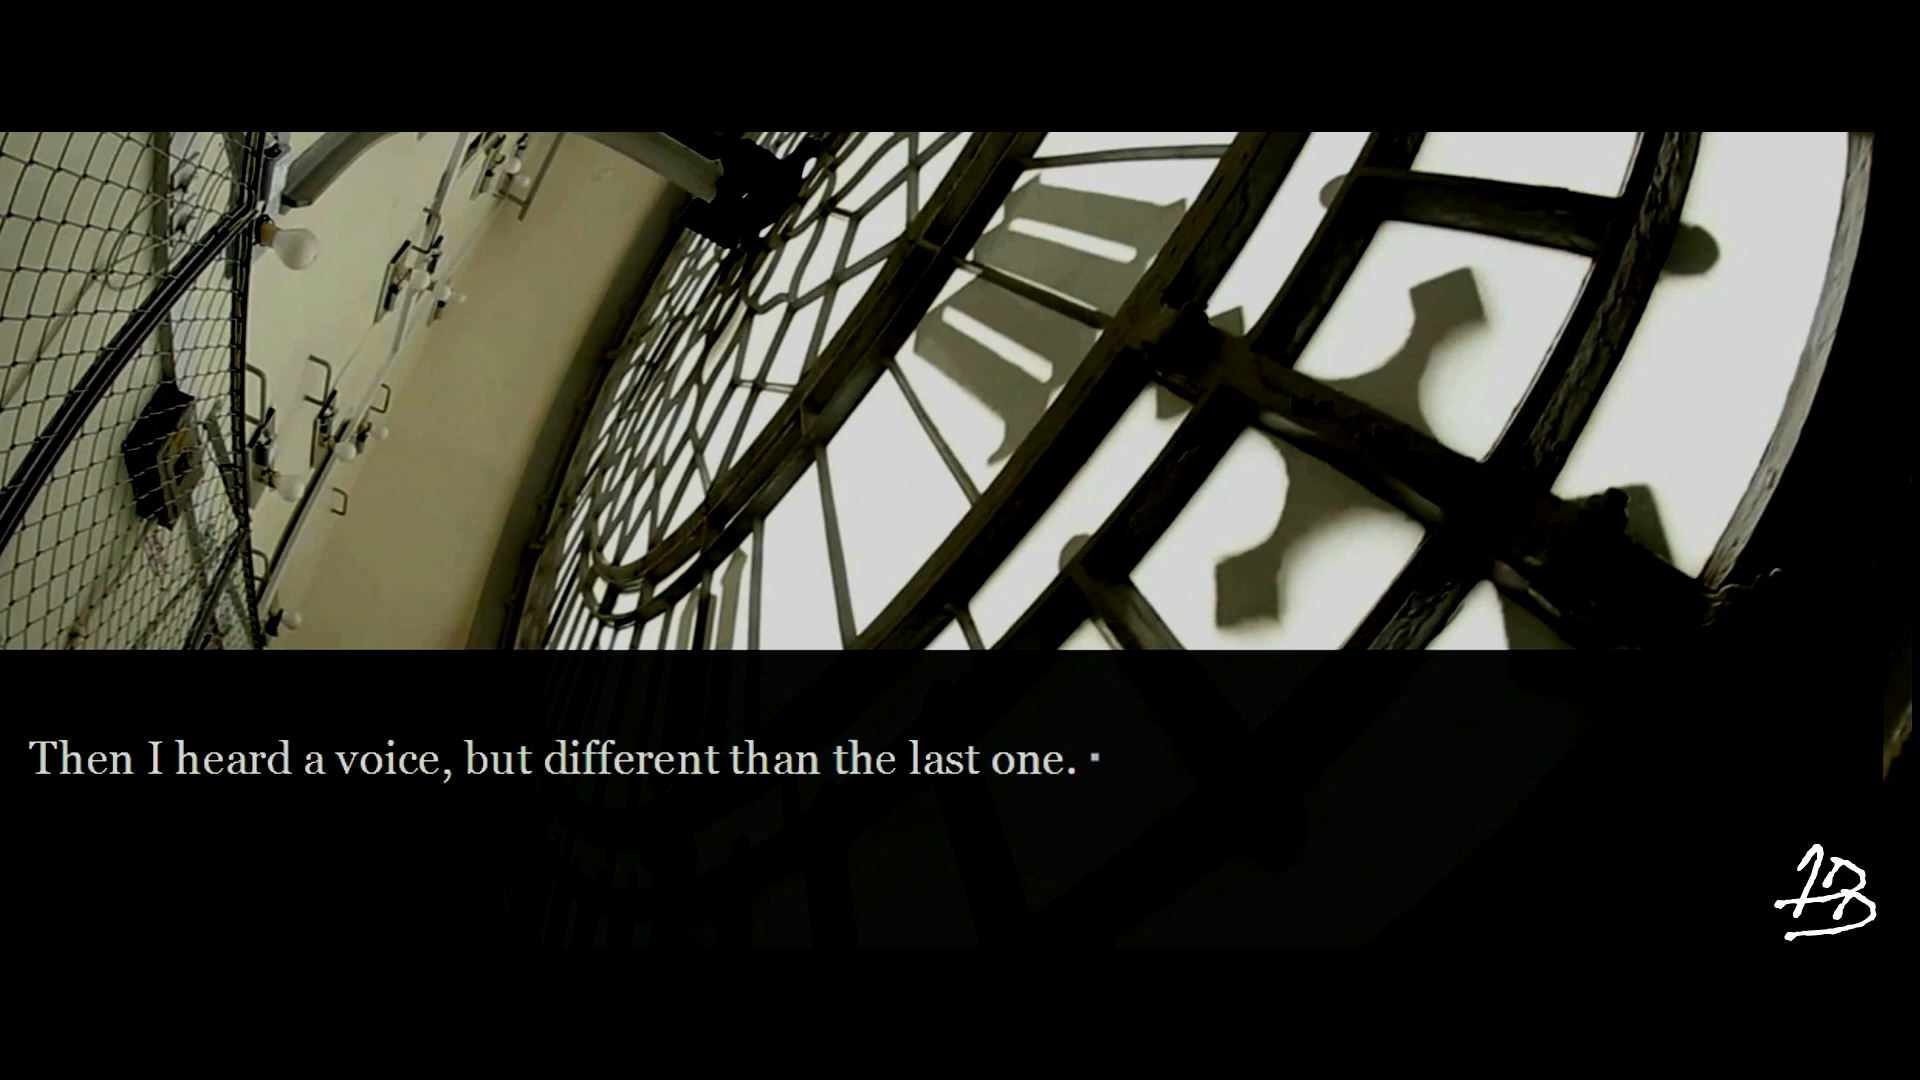 Then I heard a voice, but different than the last one.